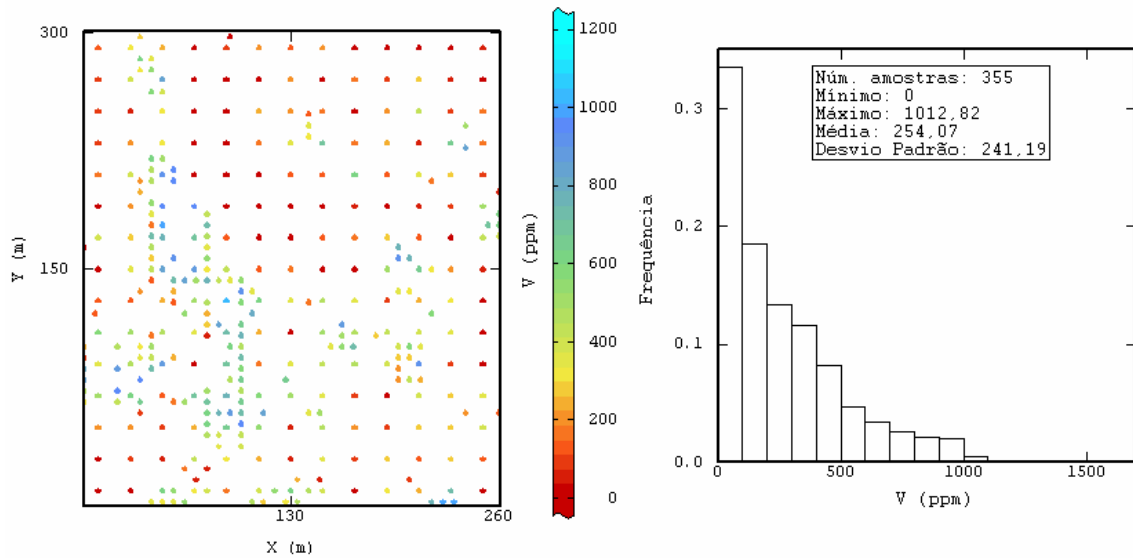 300
150
Y (m)
130
260
X (m)
1200
1000
800
600
400
200
0
V (ppm)
Núm. amostras: 355
Mínimo: 0
Máximo: 1012,82
Média: 254,07
Desvio Padrão: 241,19
0.3
0.2
0.1
0.0
Frequência
0
500
1000
1500
V (ppm)